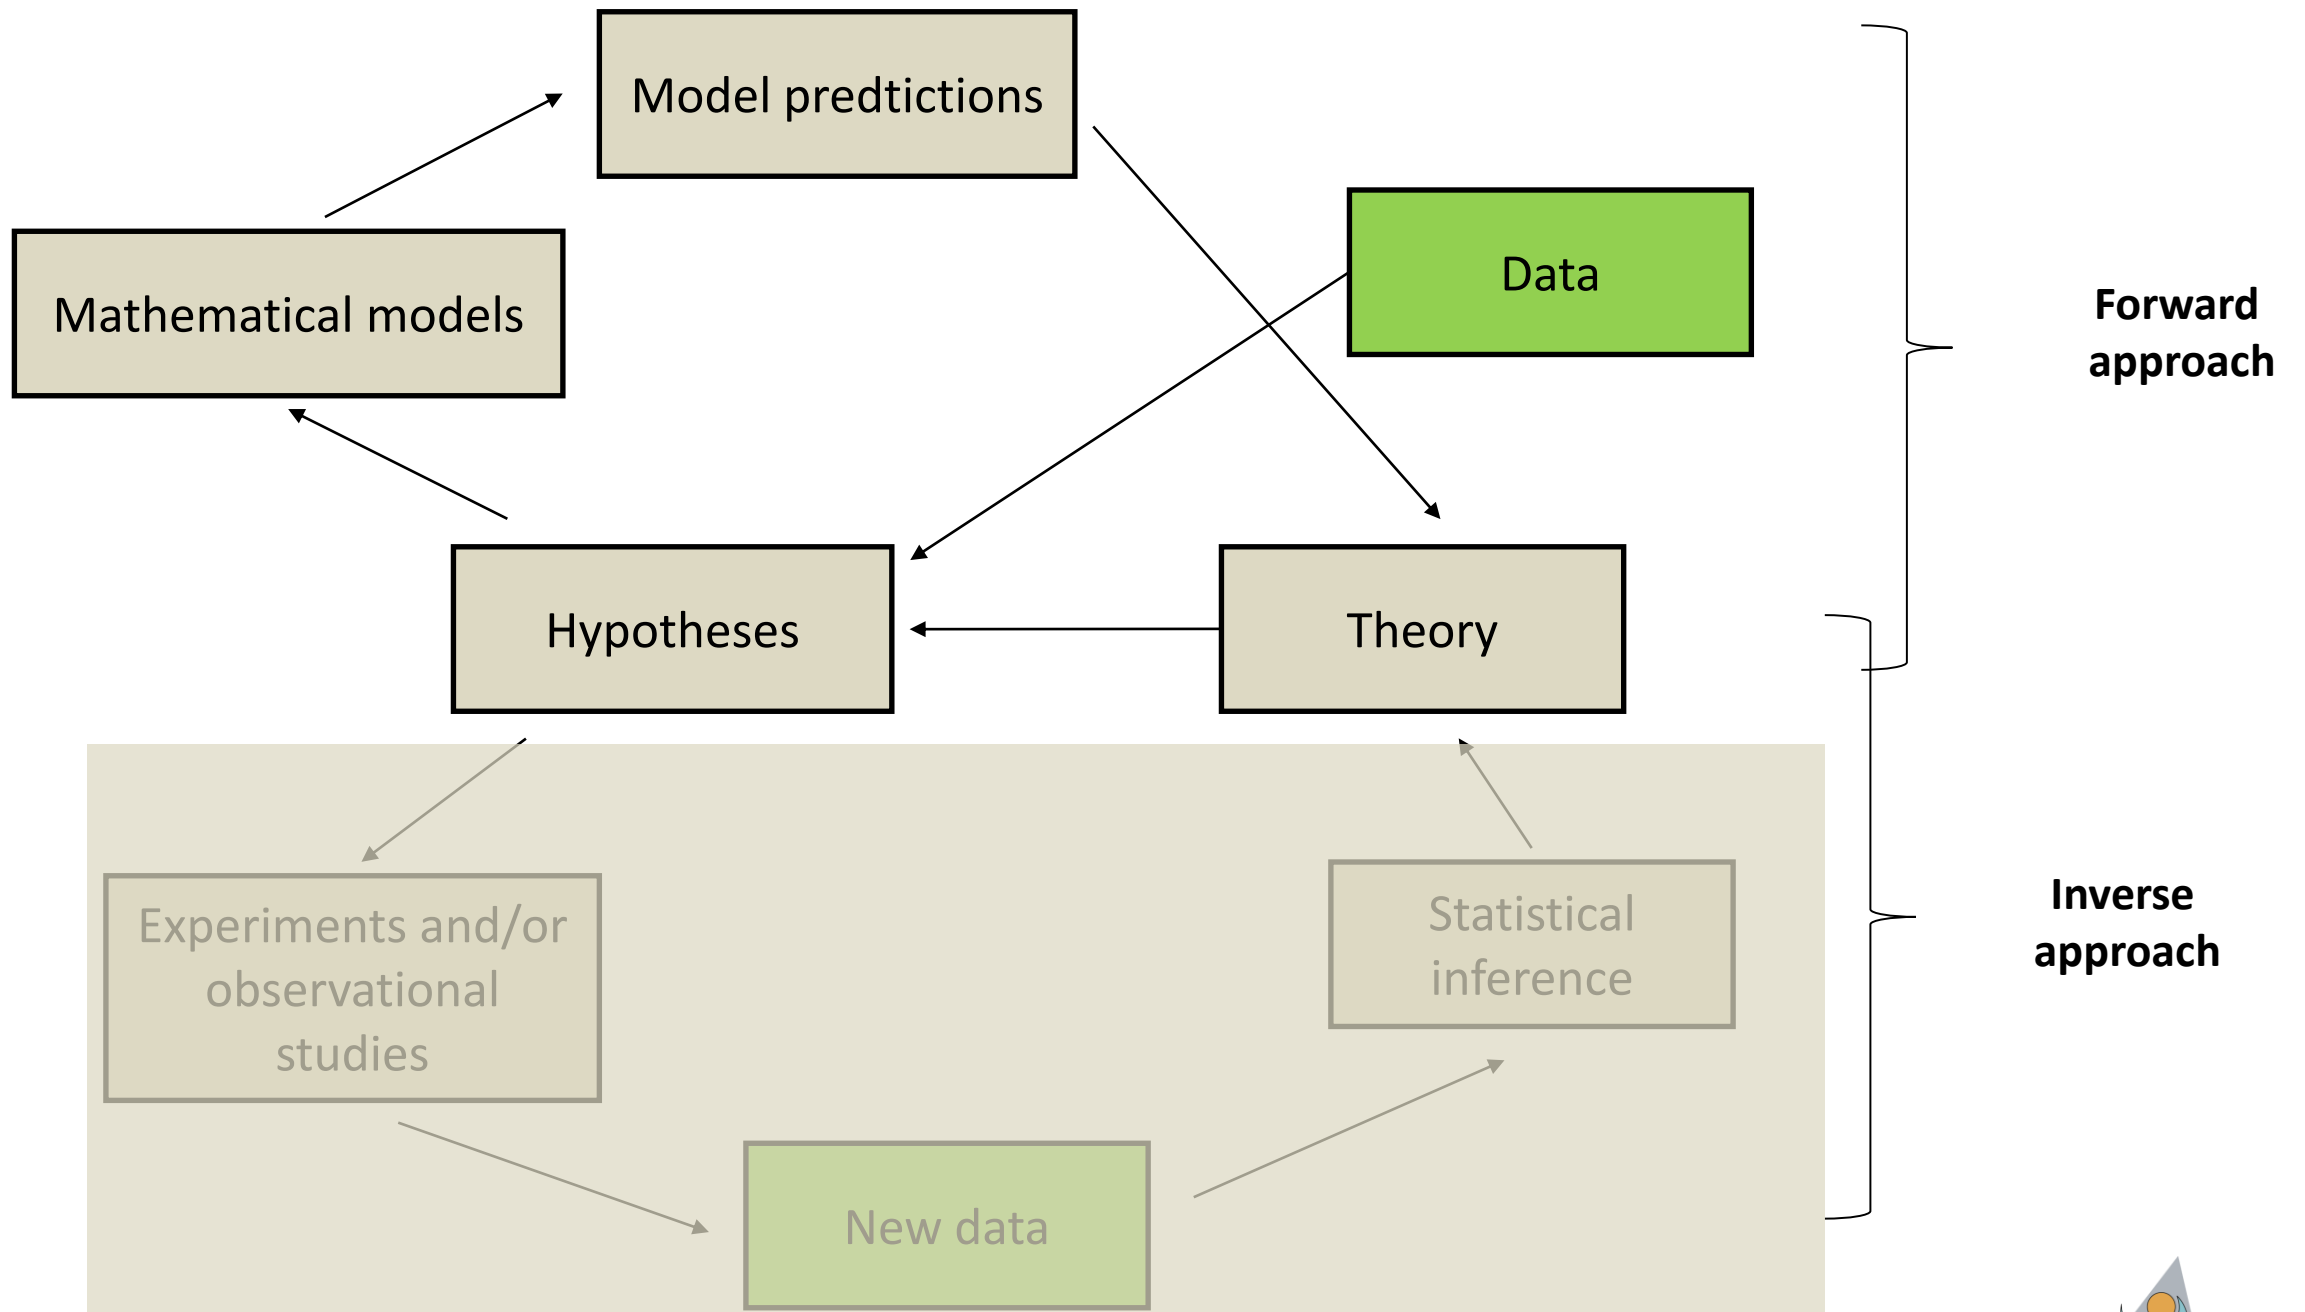 Model predtictions
Data
Mathematical models
Forward
approach
Hypotheses
Theory
Experiments and/or
observational
studies
Statistical
inference
Inverse
approach
New data